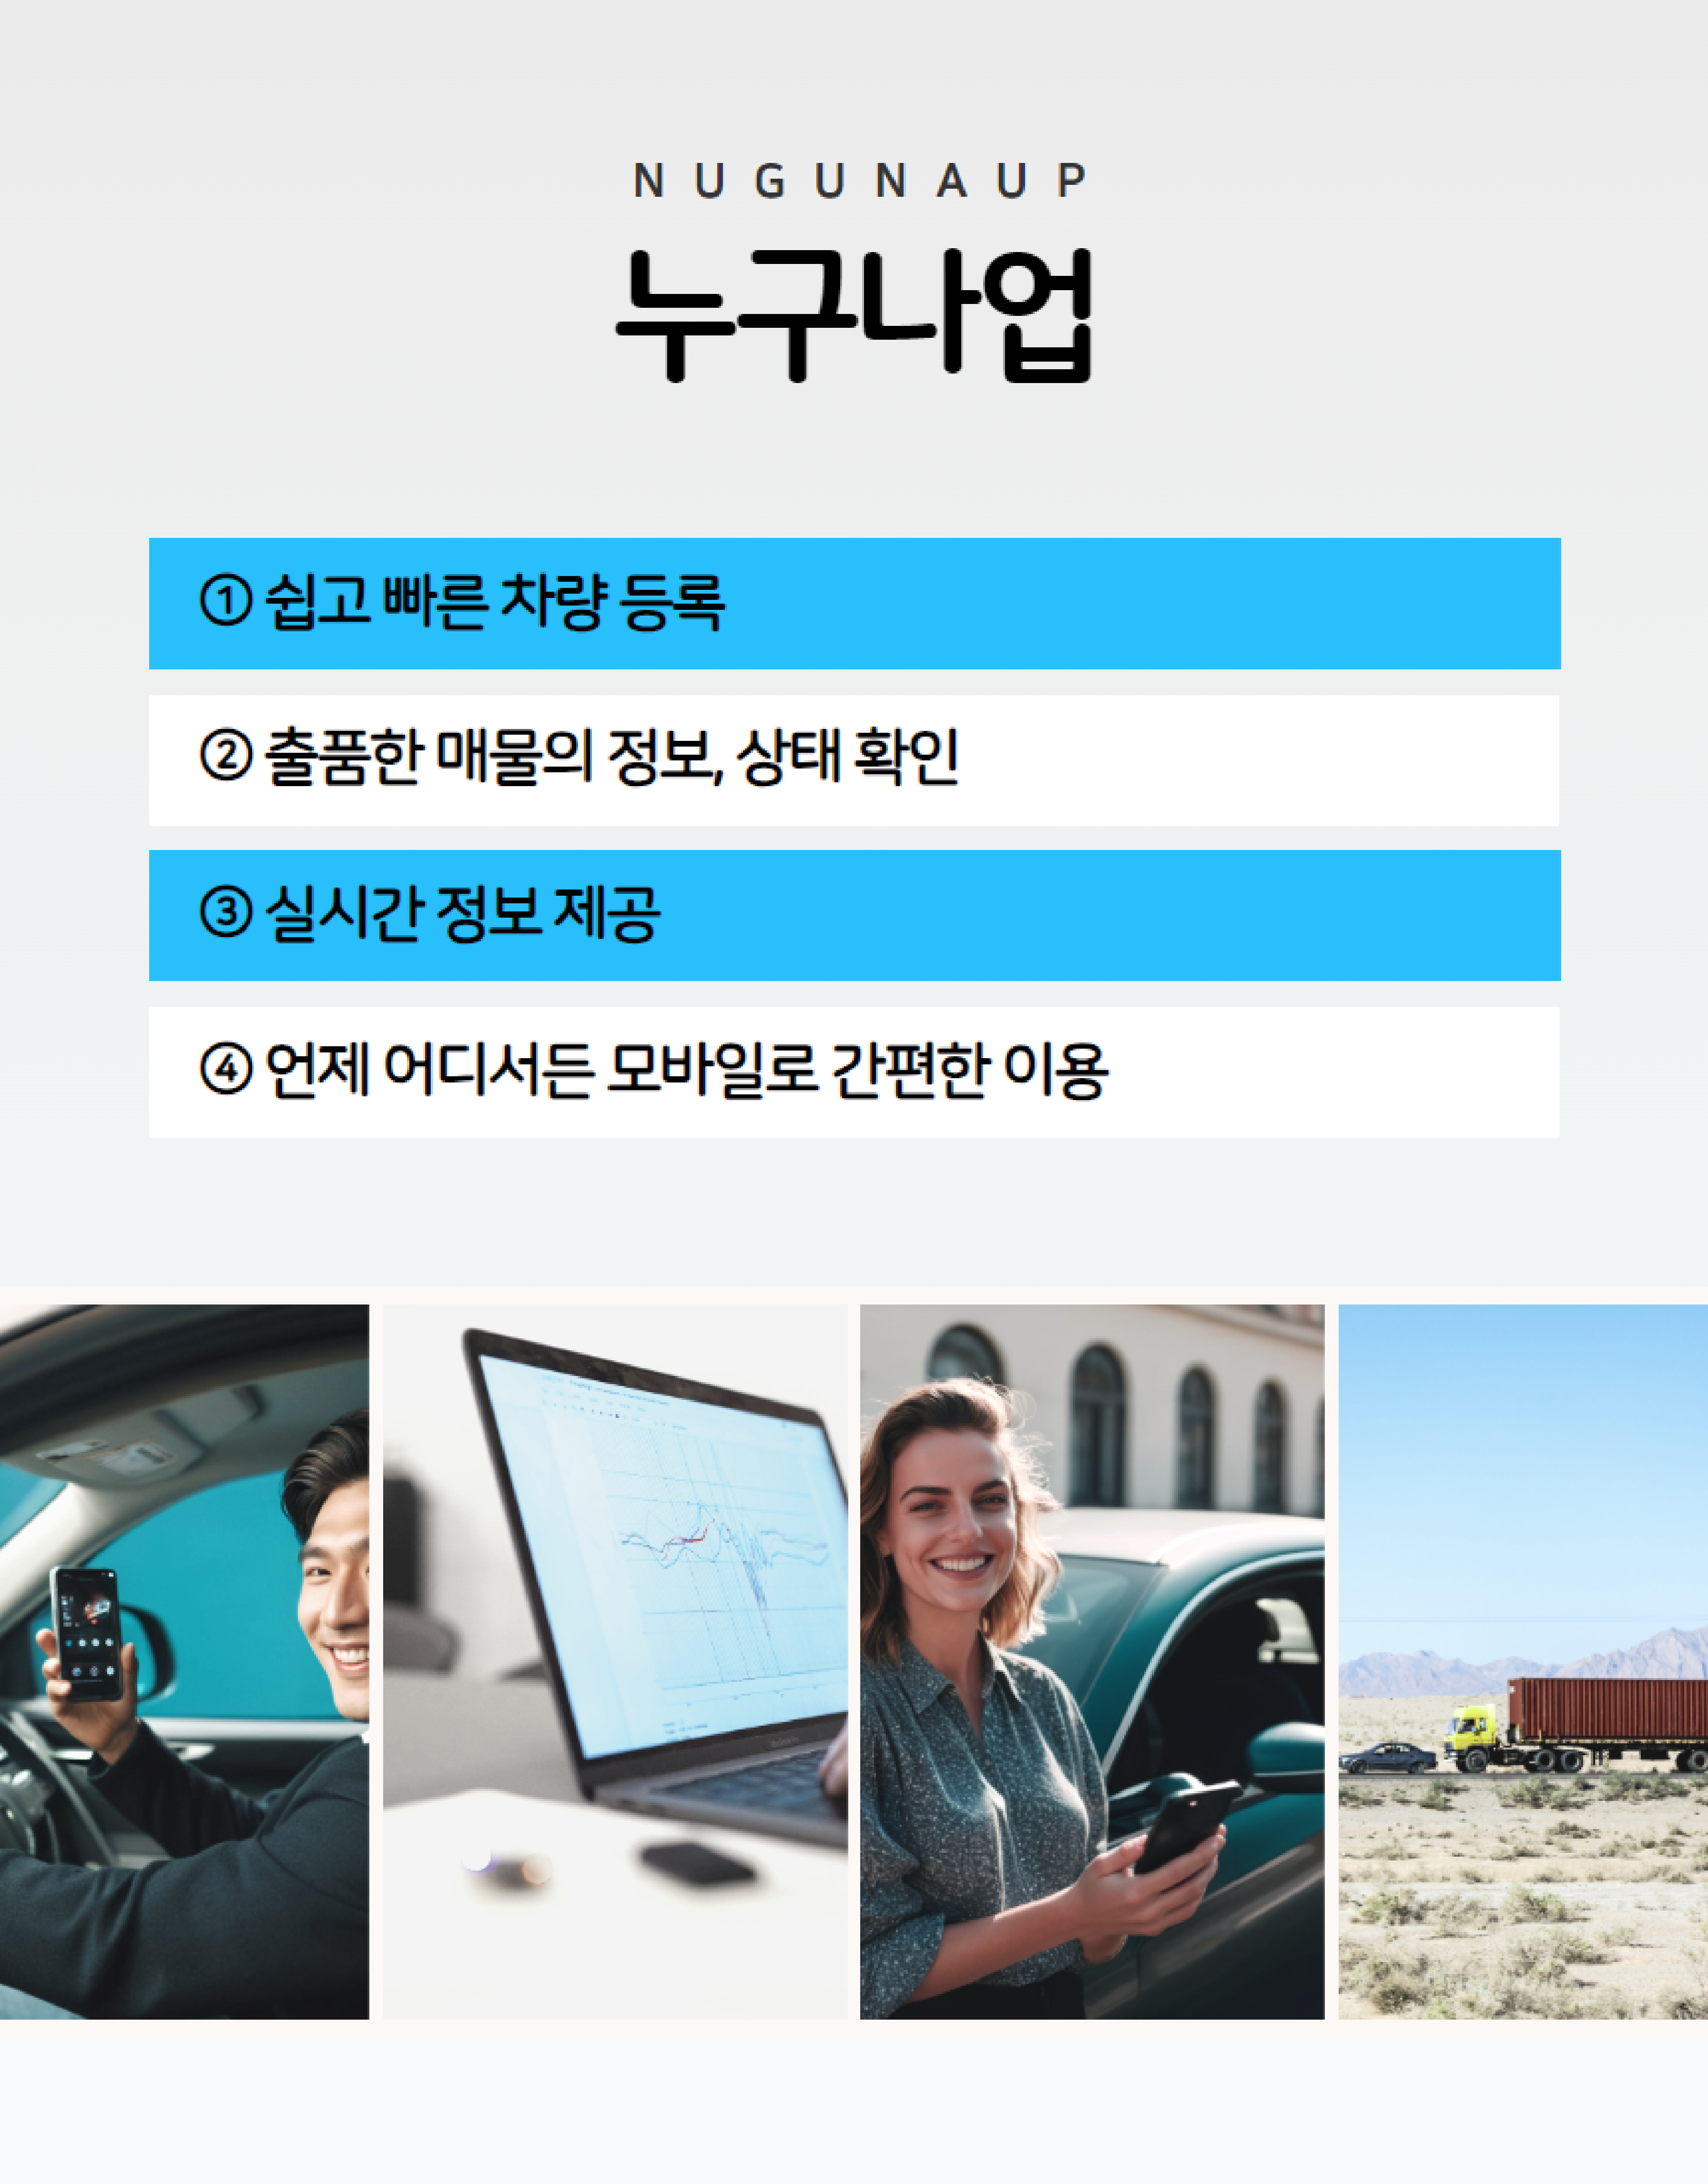 NUGUNAUP
누구나업
① 쉽고 빠른 차량 등록
② 출품한 매물의 정보, 상태 확인
③ 실시간 정보 제공
④ 언제 어디서든 모바일로 간편한 이용